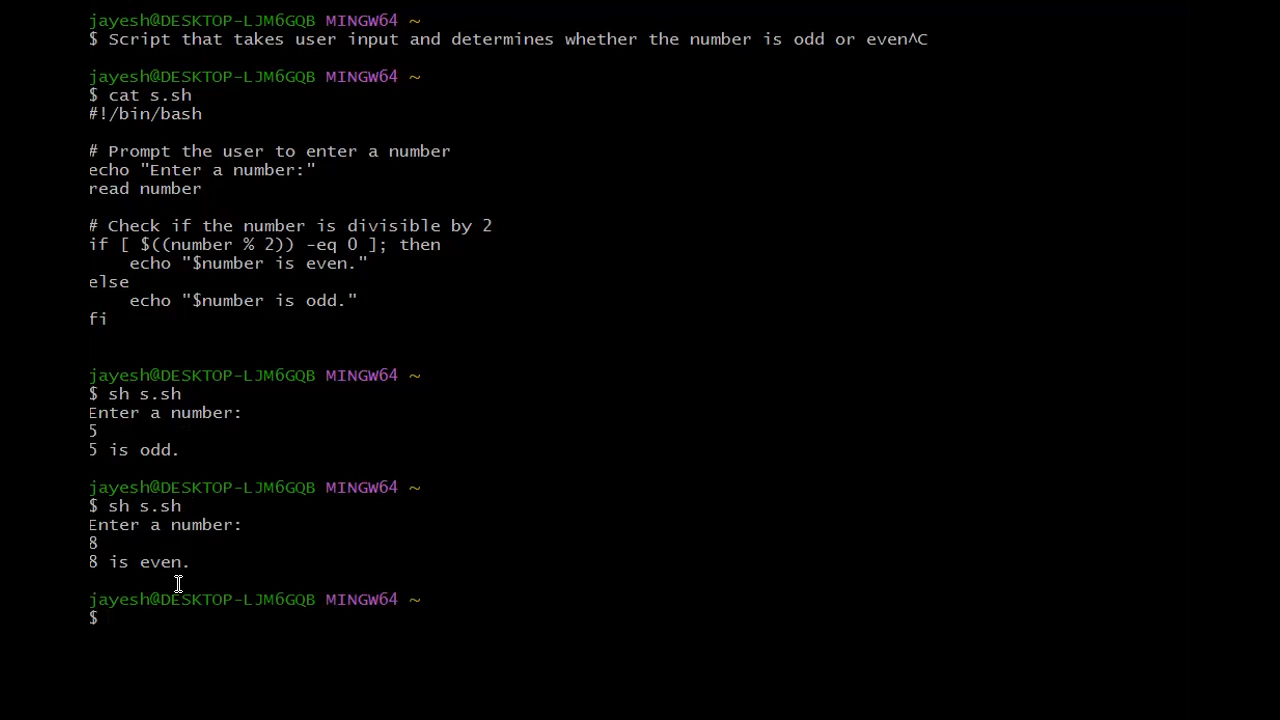 jayesh@DESKTOP-LJM6GQB MINGW64 ~
$ Script that takes user input and determines whether the number is odd or even^C
jayesh@DESKTOP-LJM6GQB MINGW64 ~
$ cat s.sh
#!/bin/bash
# Prompt the user to enter a number
echo "Enter a number:"
read number
# Check if the number is divisible by 2
if [ $((number % 2)) -eq 0 ]; then
    echo "$number is even."
else
    echo "$number is odd."
fi
jayesh@DESKTOP-LJM6GQB MINGW64 ~
$ sh s.sh
Enter a number:
5
5 is odd.
jayesh@DESKTOP-LJM6GQB MINGW64 ~
$ sh s.sh
Enter a number:
8
8 is even.
jayesh@DESKTOP-LJM6GQB MINGW64 ~
$